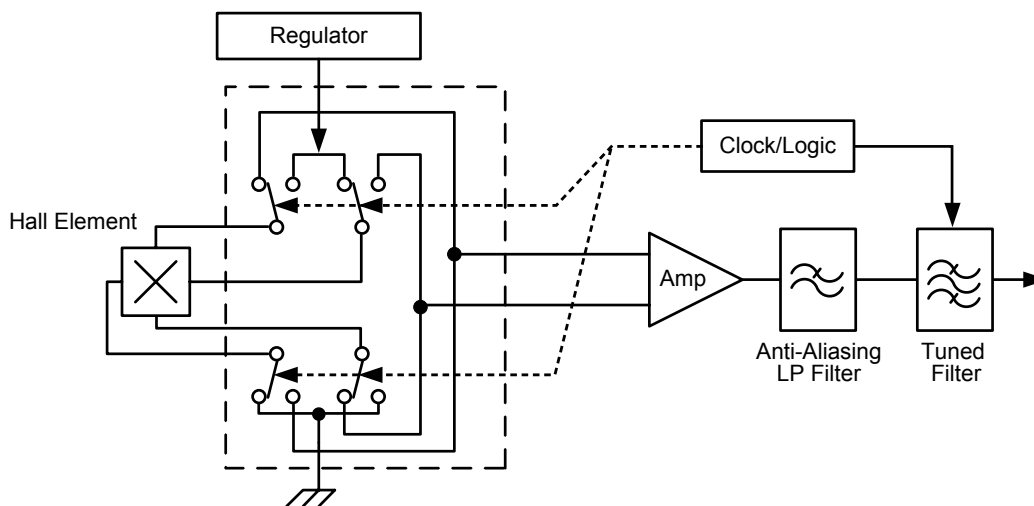 Regulator
Clock/Logic
Hall Element
Amp
Anti-Aliasing
LP Filter
Tuned
Filter